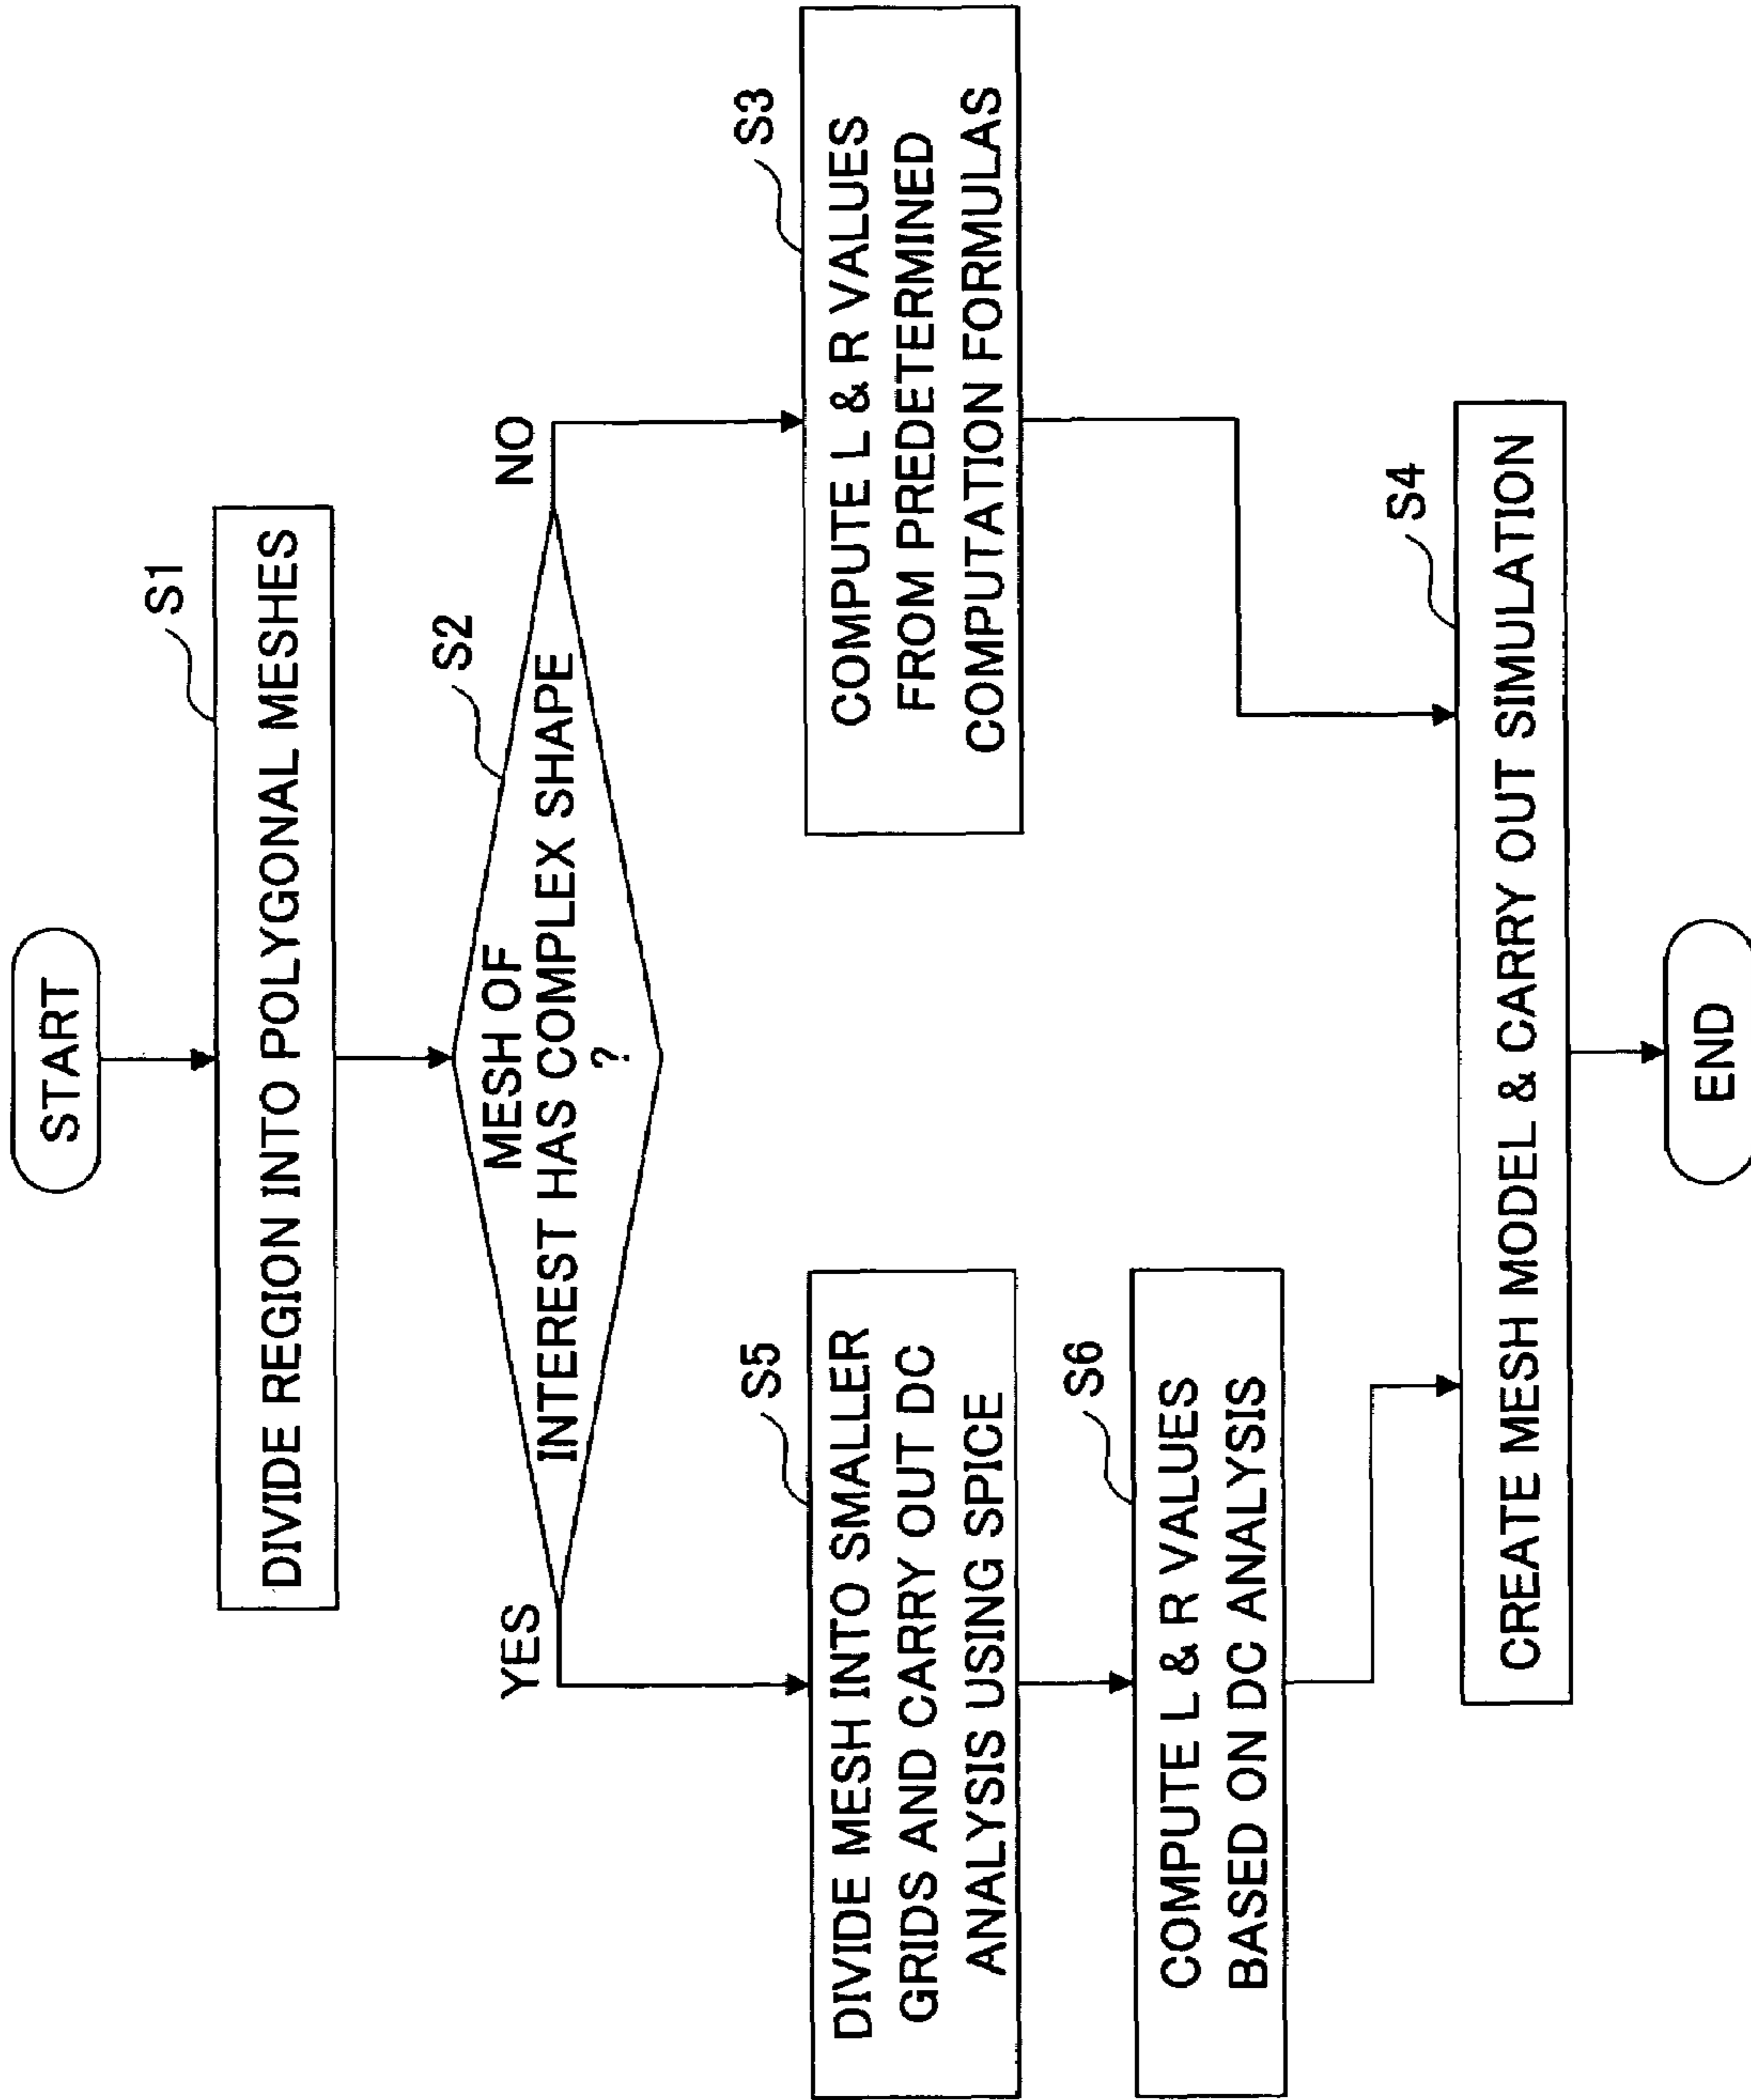 START
S1
DIVIDE REGION INTO POLYGONAL MESHES
S2
MESH OF
INTEREST HAS COMPLEX SHAPE
?
YES
NO
S5
DIVIDE MESH INTO SMALLER
GRIDS AND CARRY OUT DC
ANALYSIS USING SPICE
S3
COMPUTE L & R VALUES
FROM PREDETERMINED
COMPUTATION FORMULAS
S6
COMPUTE L & R VALUES
BASED ON DC ANALYSIS
S4
CREATE MESH MODEL & CARRY OUT SIMULATION
END